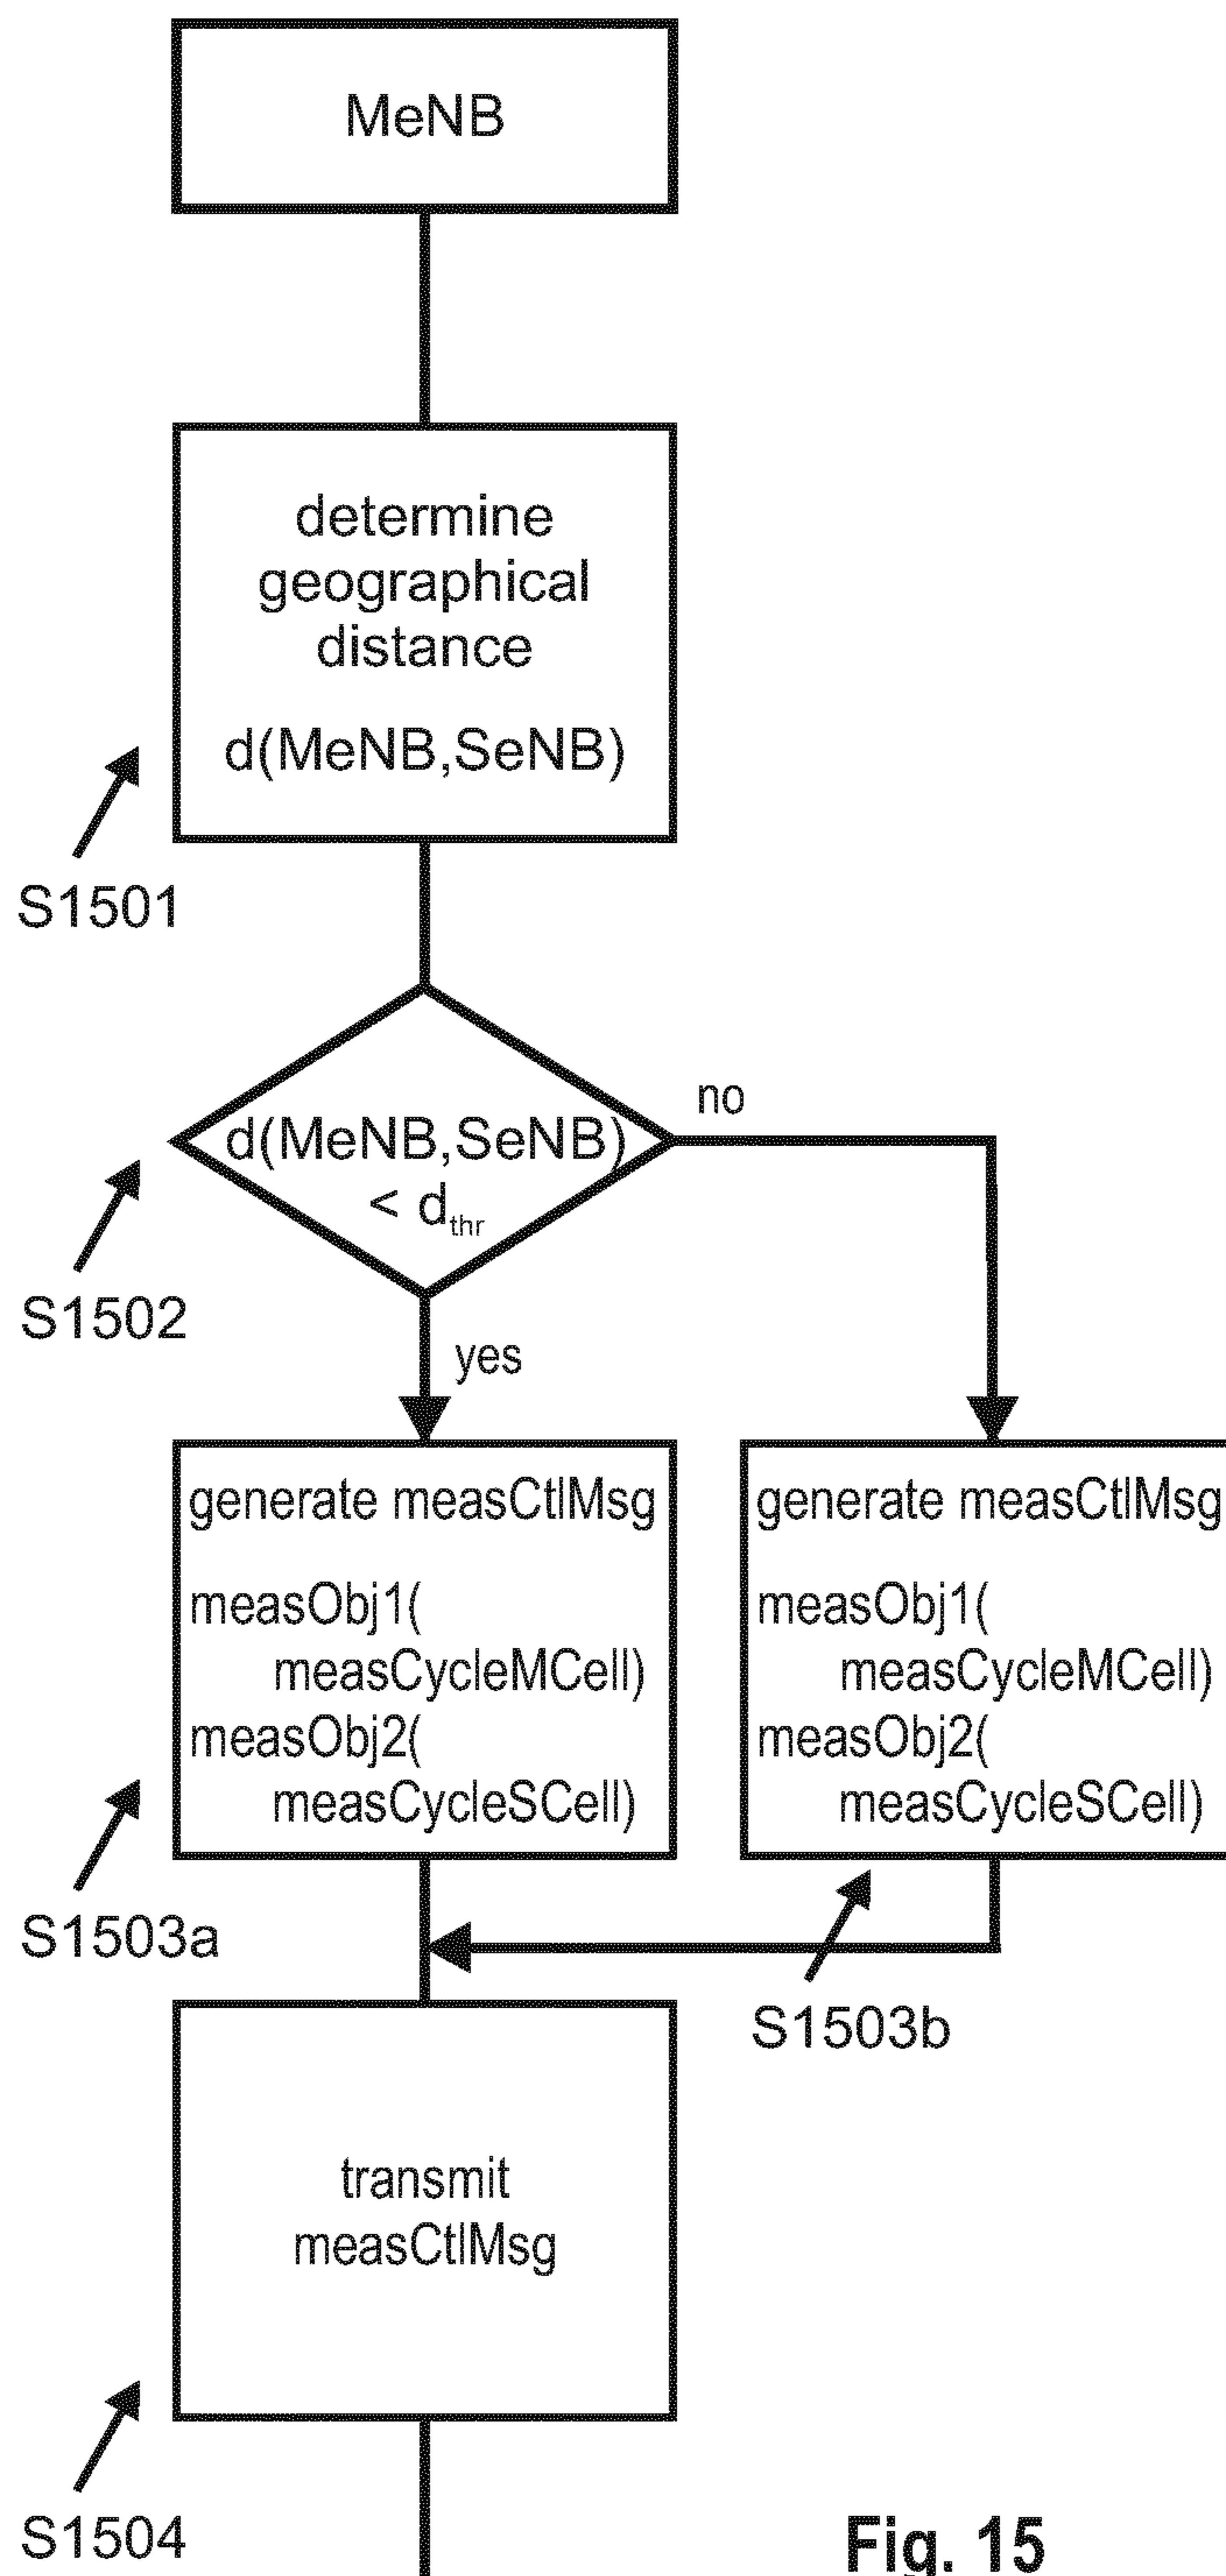 MeNB
determine
geographical
distance
d(MeNB,SeNB)
S1501
d(MeNB,SeNB)
< d_thr
no
S1502
yes
generate measCtlMsg
measObj1(
measCycleMCell)
measObj2(
measCycleSCell)
S1503a
generate measCtlMsg
measObj1(
measCycleMCell)
measObj2(
measCycleSCell)
S1503b
transmit
measCtlMsg
S1504
Fig. 15